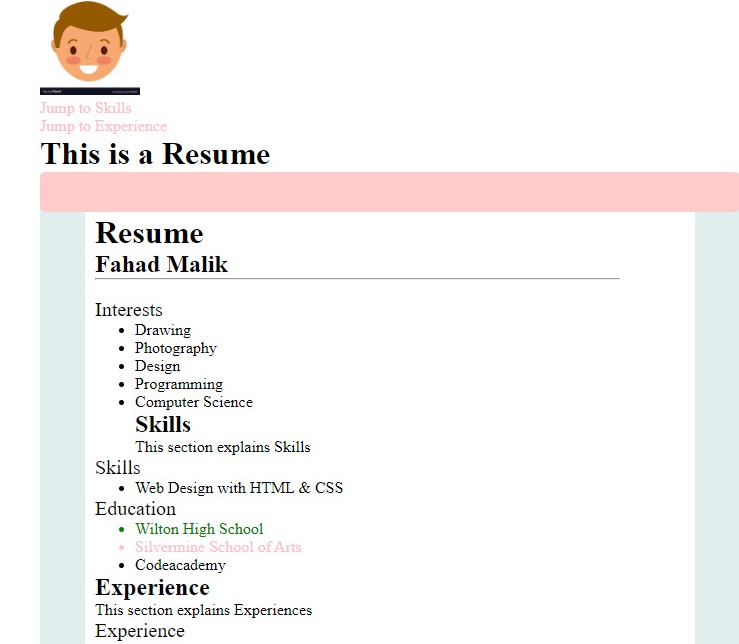 Jump to Skills
Jump to Experience
This is a Resume
Resume
Fahad Malik
Interests
Drawing
Photography
Design
Programming
Computer Science
Skills
This section explains Skills
Skills
Web Design with HTML & CSS
Education
Wilton High School
Silvermine School of Arts
Codeacademy
Experience
This section explains Experiences
Experience